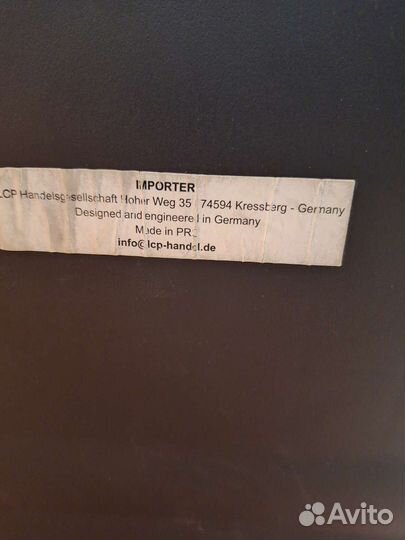 IMPORTER
LCP Handelsgesellschaft Hoher Weg 35 74594 Kressberg - Germany
Designed and engineered in Germany
Made in PRC
info@lcp-handel.de
Avito